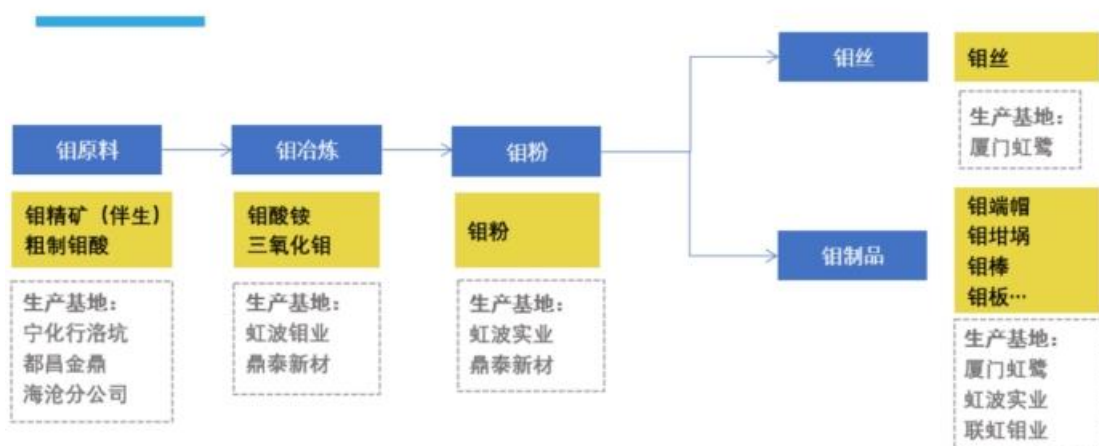 钼原料
钼精矿（伴生）
粗制钼酸
生产基地：
宁化行洛坑
都昌金鼎
海沧分公司
钼冶炼
钼酸铵
三氧化钼
生产基地：
虹波钼业
鼎泰新材
钼粉
钼粉
生产基地：
虹波实业
鼎泰新材
钼丝
钼丝
生产基地：
厦门虹鹭
钼制品
钼端帽
钼坩埚
钼棒
钼板…
生产基地：
厦门虹鹭
虹波实业
联虹钼业